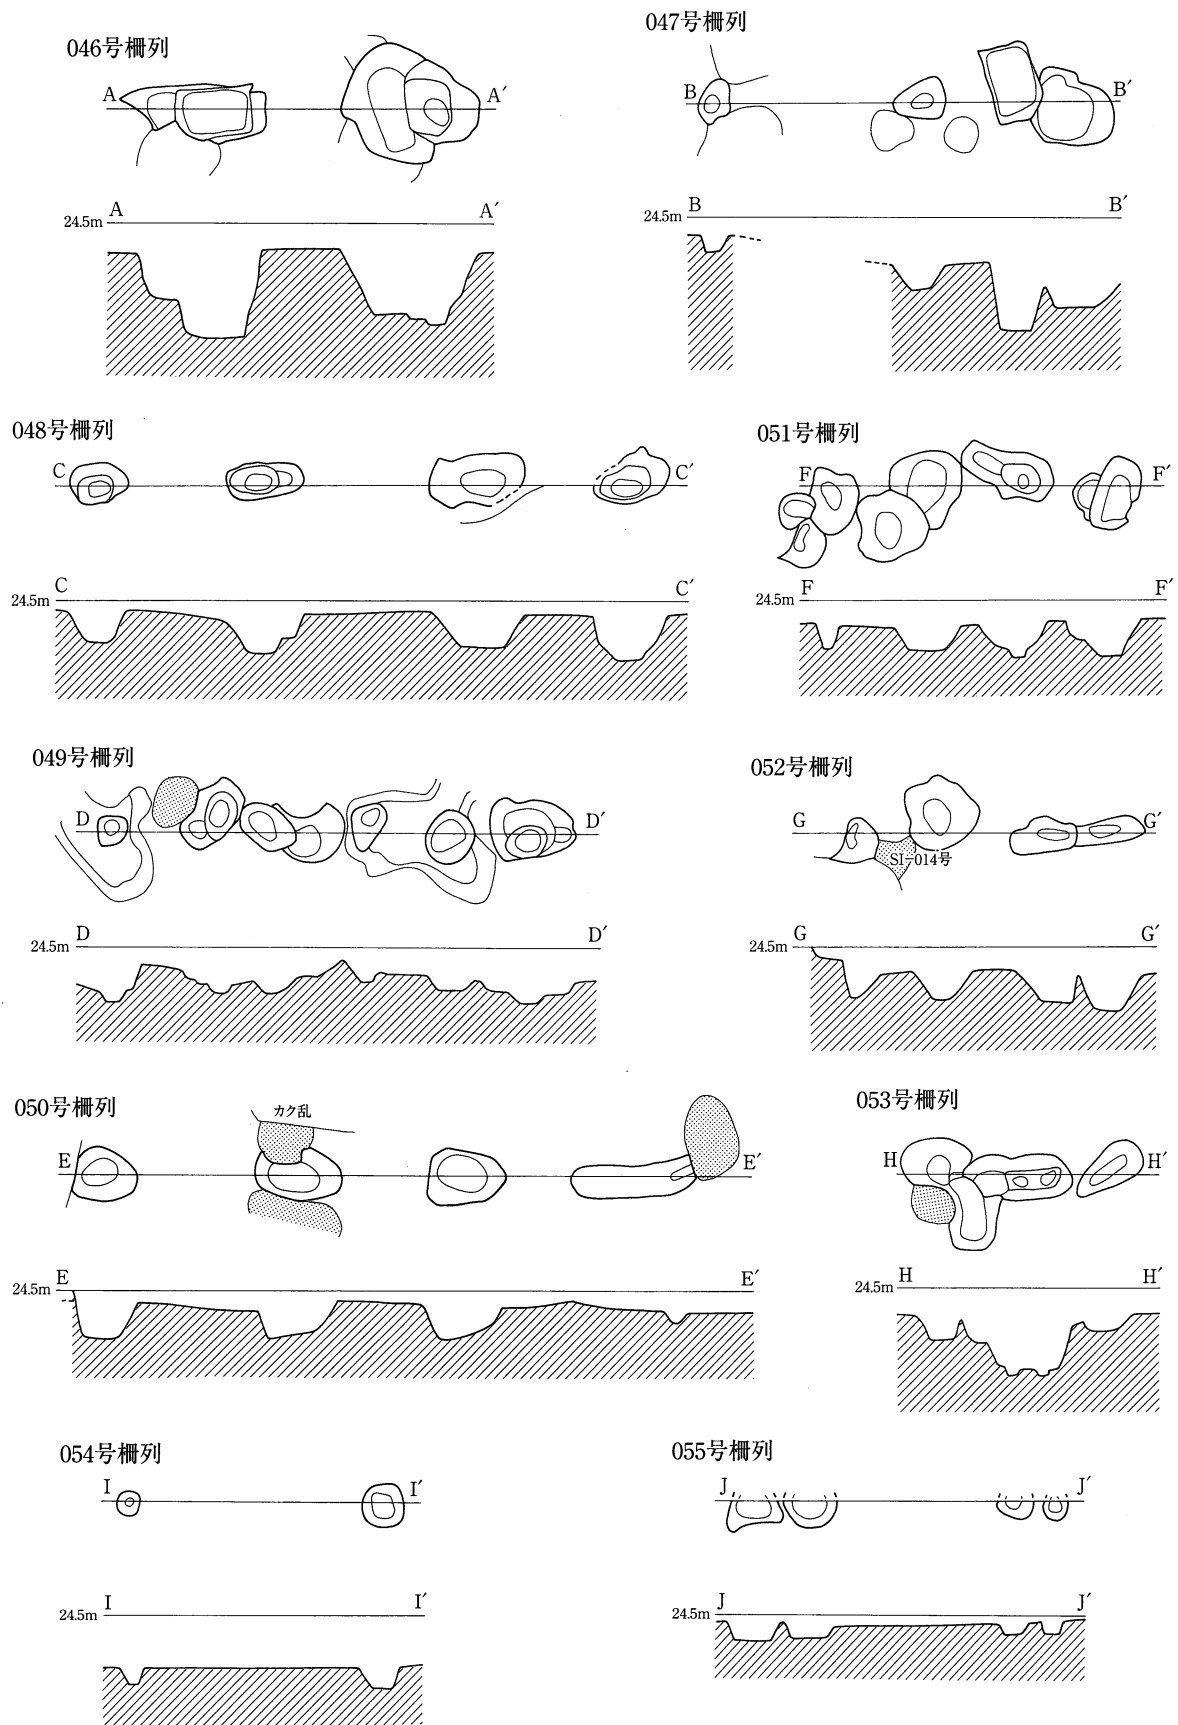 046号柵列
A A′
24.5m A A′
047号柵列
B B′
24.5m B B′
048号柵列
C C′
24.5m C C′
051号柵列
F F′
24.5m F F′
049号柵列
D D′
24.5m D D′
052号柵列
G G′
SI-014号
24.5m G G′
050号柵列
カク乱
E E′
24.5m E E′
053号柵列
H H′
24.5m H H′
054号柵列
I I′
24.5m I I′
055号柵列
J J′
24.5m J J′